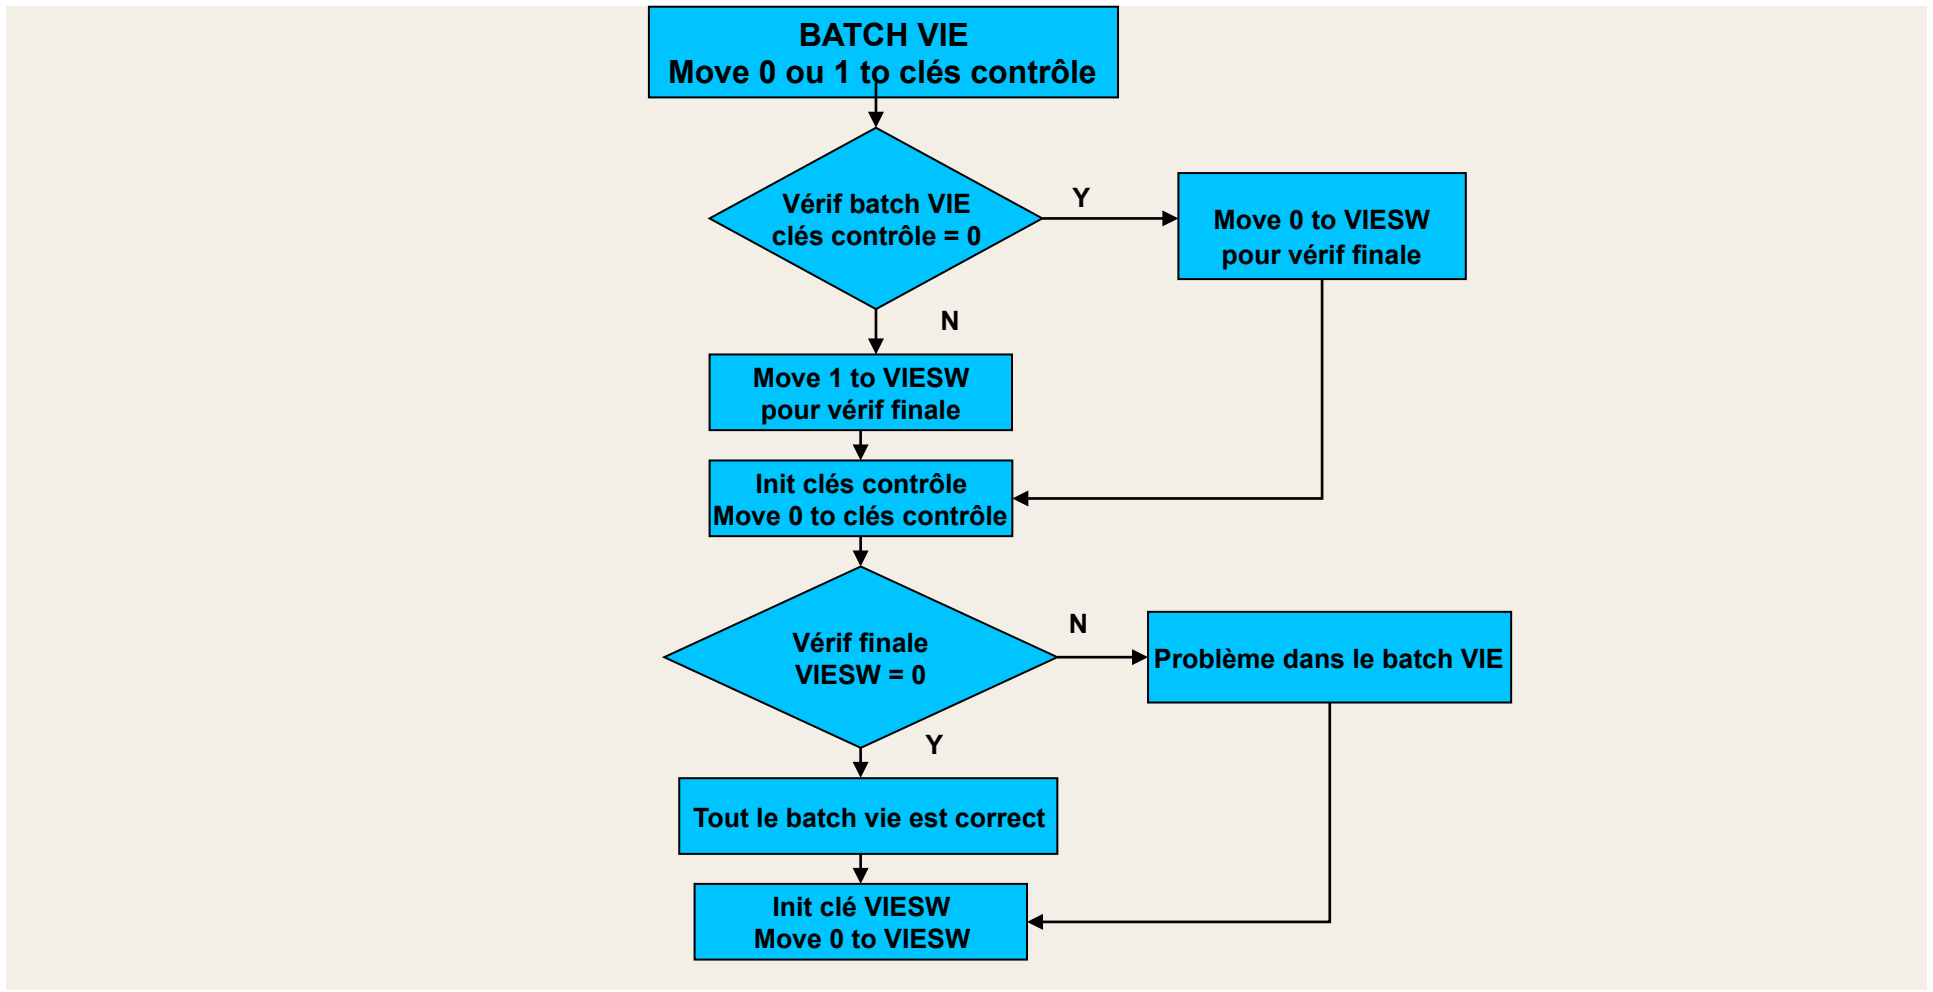 BATCH VIE
Move 0 ou 1 to clés contrôle
Vérif batch VIE
clés contrôle = 0
Y
Move 0 to VIESW
pour vérif finale
N
Move 1 to VIESW
pour vérif finale
Init clés contrôle
Move 0 to clés contrôle
Vérif finale
VIESW = 0
N
Problème dans le batch VIE
Y
Tout le batch vie est correct
Init clé VIESW
Move 0 to VIESW